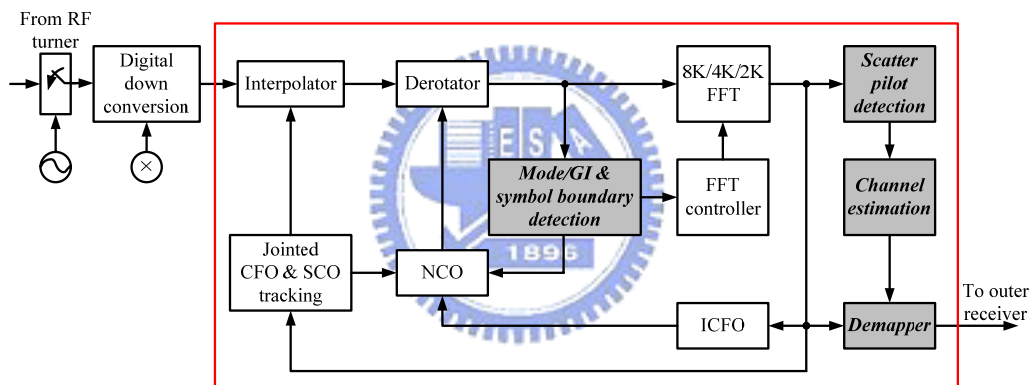 From RF
turner
Digital
down
conversion
×
Interpolator
Derotator
8K/4K/2K
FFT
Scatter
pilot
detection
Mode/GI &
symbol boundary
detection
FFT
controller
Channel
estimation
Jointed
CFO & SCO
tracking
NCO
ICFO
Demapper
To outer
receiver
ESA
1896